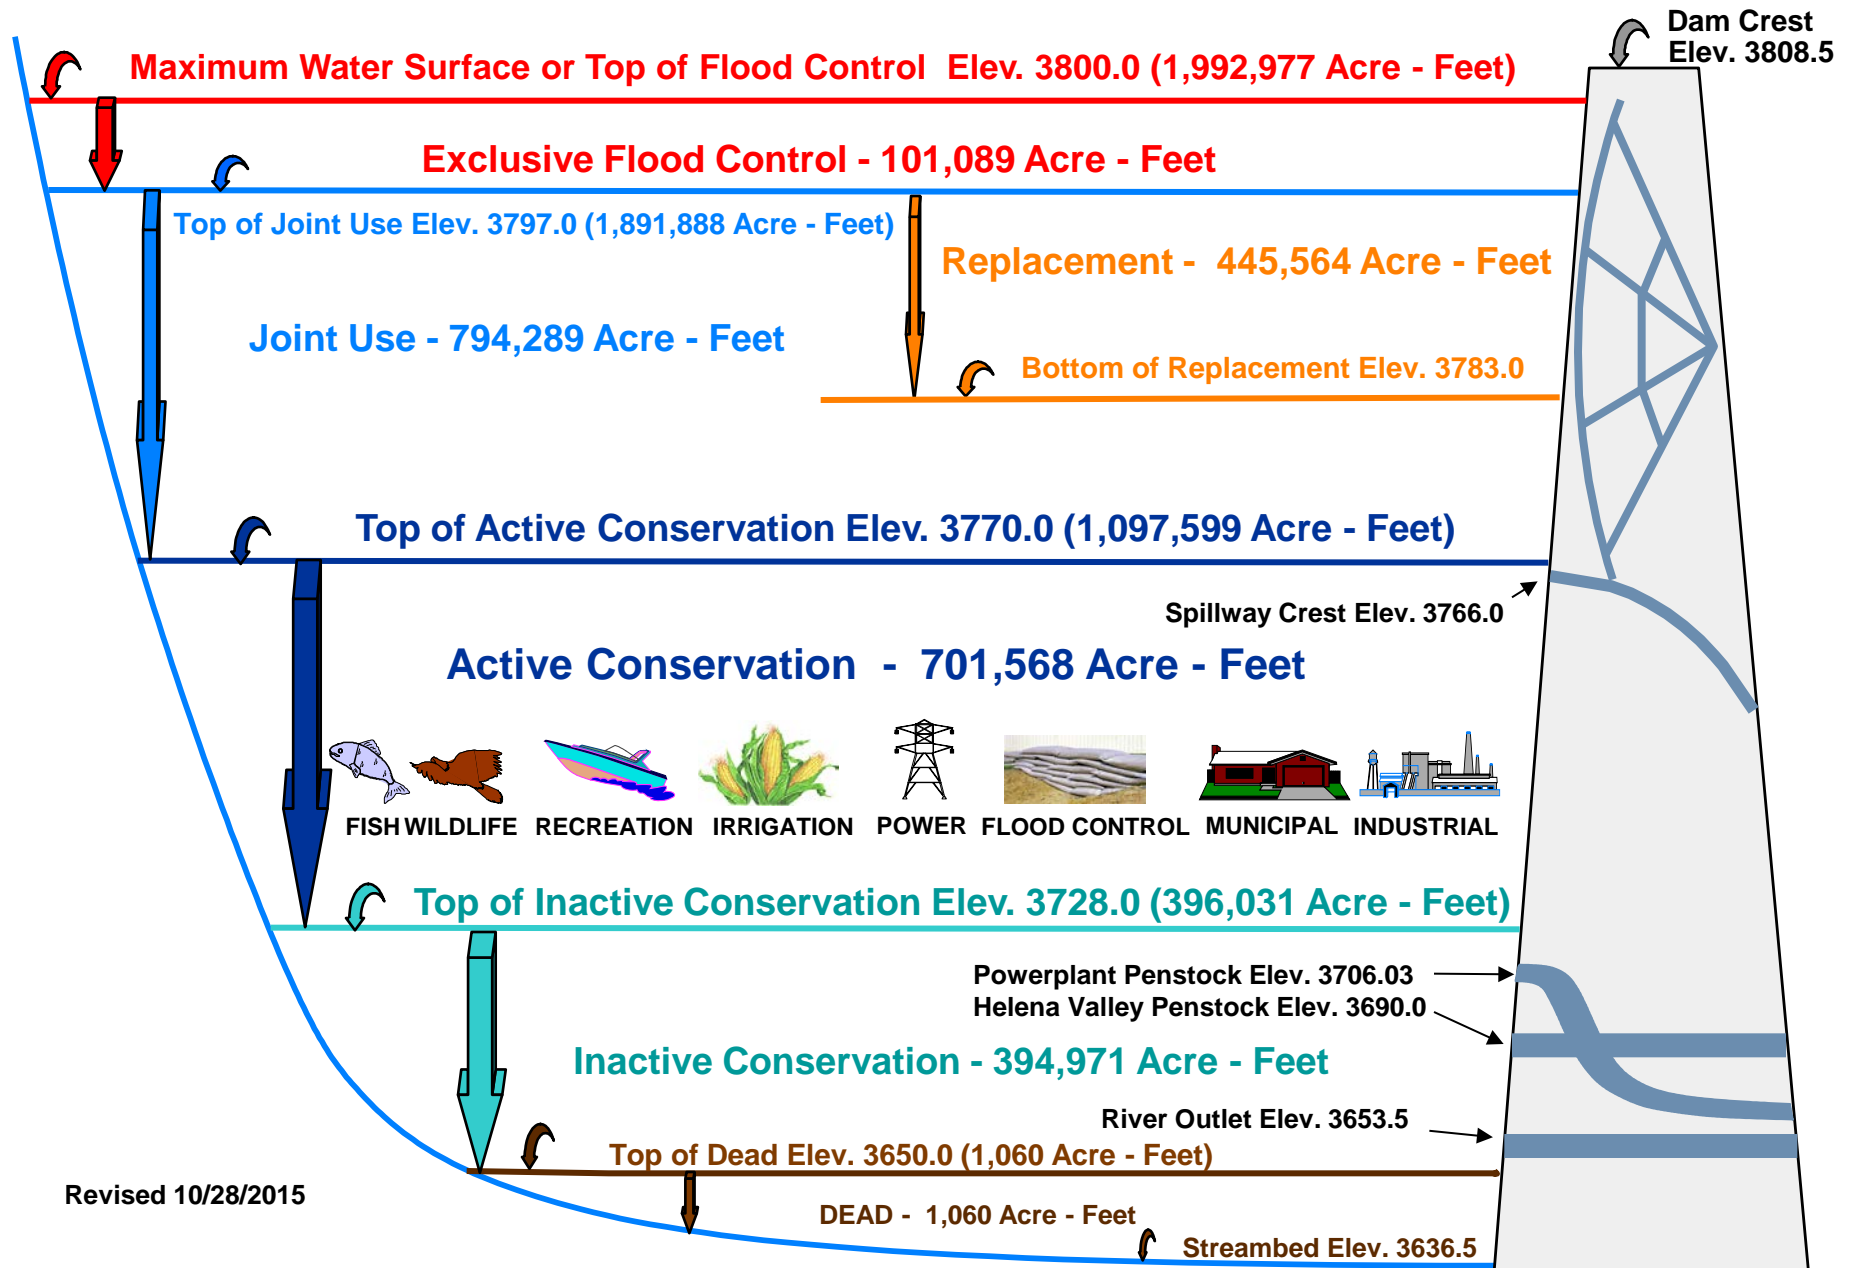 Dam Crest
Elev. 3808.5
Maximum Water Surface or Top of Flood Control  Elev. 3800.0 (1,992,977 Acre - Feet)
Exclusive Flood Control - 101,089 Acre - Feet
Top of Joint Use Elev. 3797.0 (1,891,888 Acre - Feet)
Replacement -  445,564 Acre - Feet
Joint Use - 794,289 Acre - Feet
Bottom of Replacement Elev. 3783.0
Top of Active Conservation Elev. 3770.0 (1,097,599 Acre - Feet)
Spillway Crest Elev. 3766.0
Active Conservation  -  701,568 Acre - Feet
FISH WILDLIFE RECREATION IRRIGATION POWER FLOOD CONTROL MUNICIPAL INDUSTRIAL
Top of Inactive Conservation Elev. 3728.0 (396,031 Acre - Feet)
Powerplant Penstock Elev. 3706.03
Helena Valley Penstock Elev. 3690.0
Inactive Conservation - 394,971 Acre - Feet
River Outlet Elev. 3653.5
Top of Dead Elev. 3650.0 (1,060 Acre - Feet)
Revised 10/28/2015
DEAD -  1,060 Acre - Feet
Streambed Elev. 3636.5